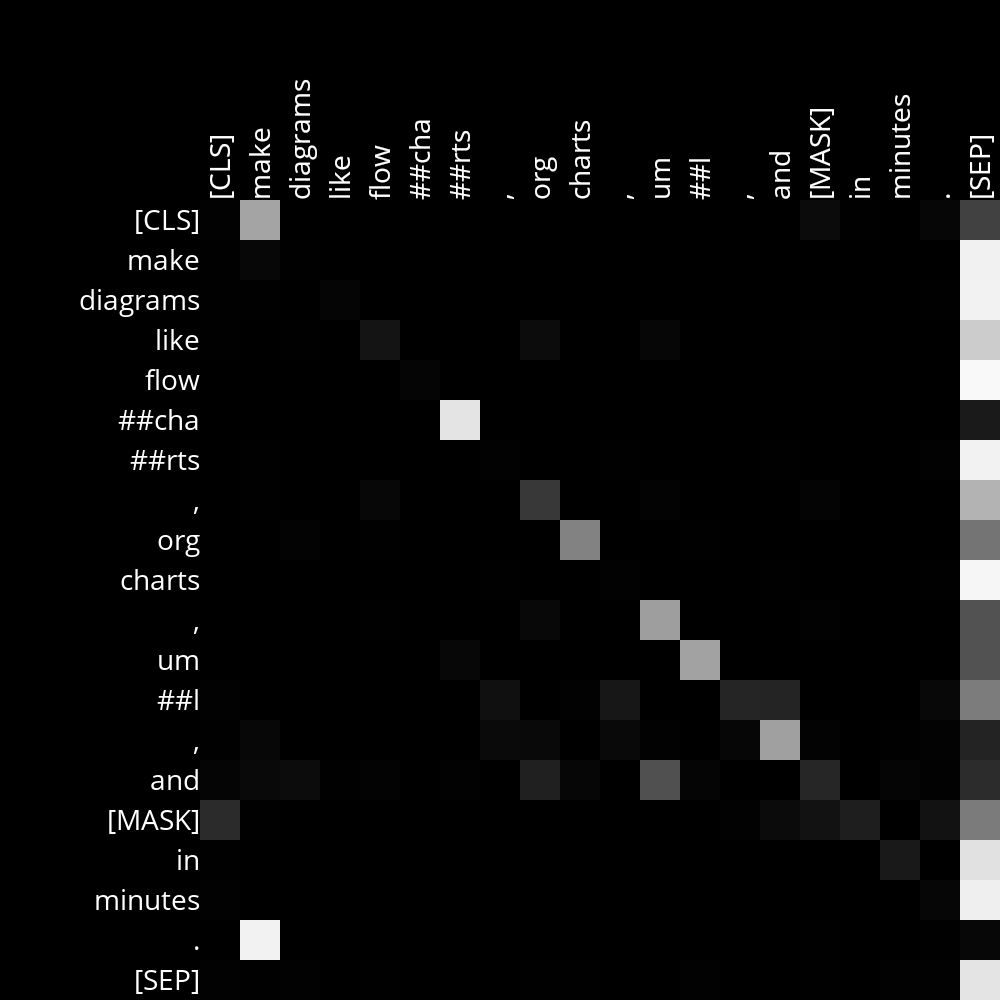 [CLS]
make
diagrams
like
flow
##cha
##rts
,
org
charts
,
um
##l
,
and
[MASK]
in
minutes
.
[SEP]
[CLS]
make
diagrams
like
flow
##cha
##rts
,
org
charts
,
um
##l
,
and
[MASK]
in
minutes
.
[SEP]